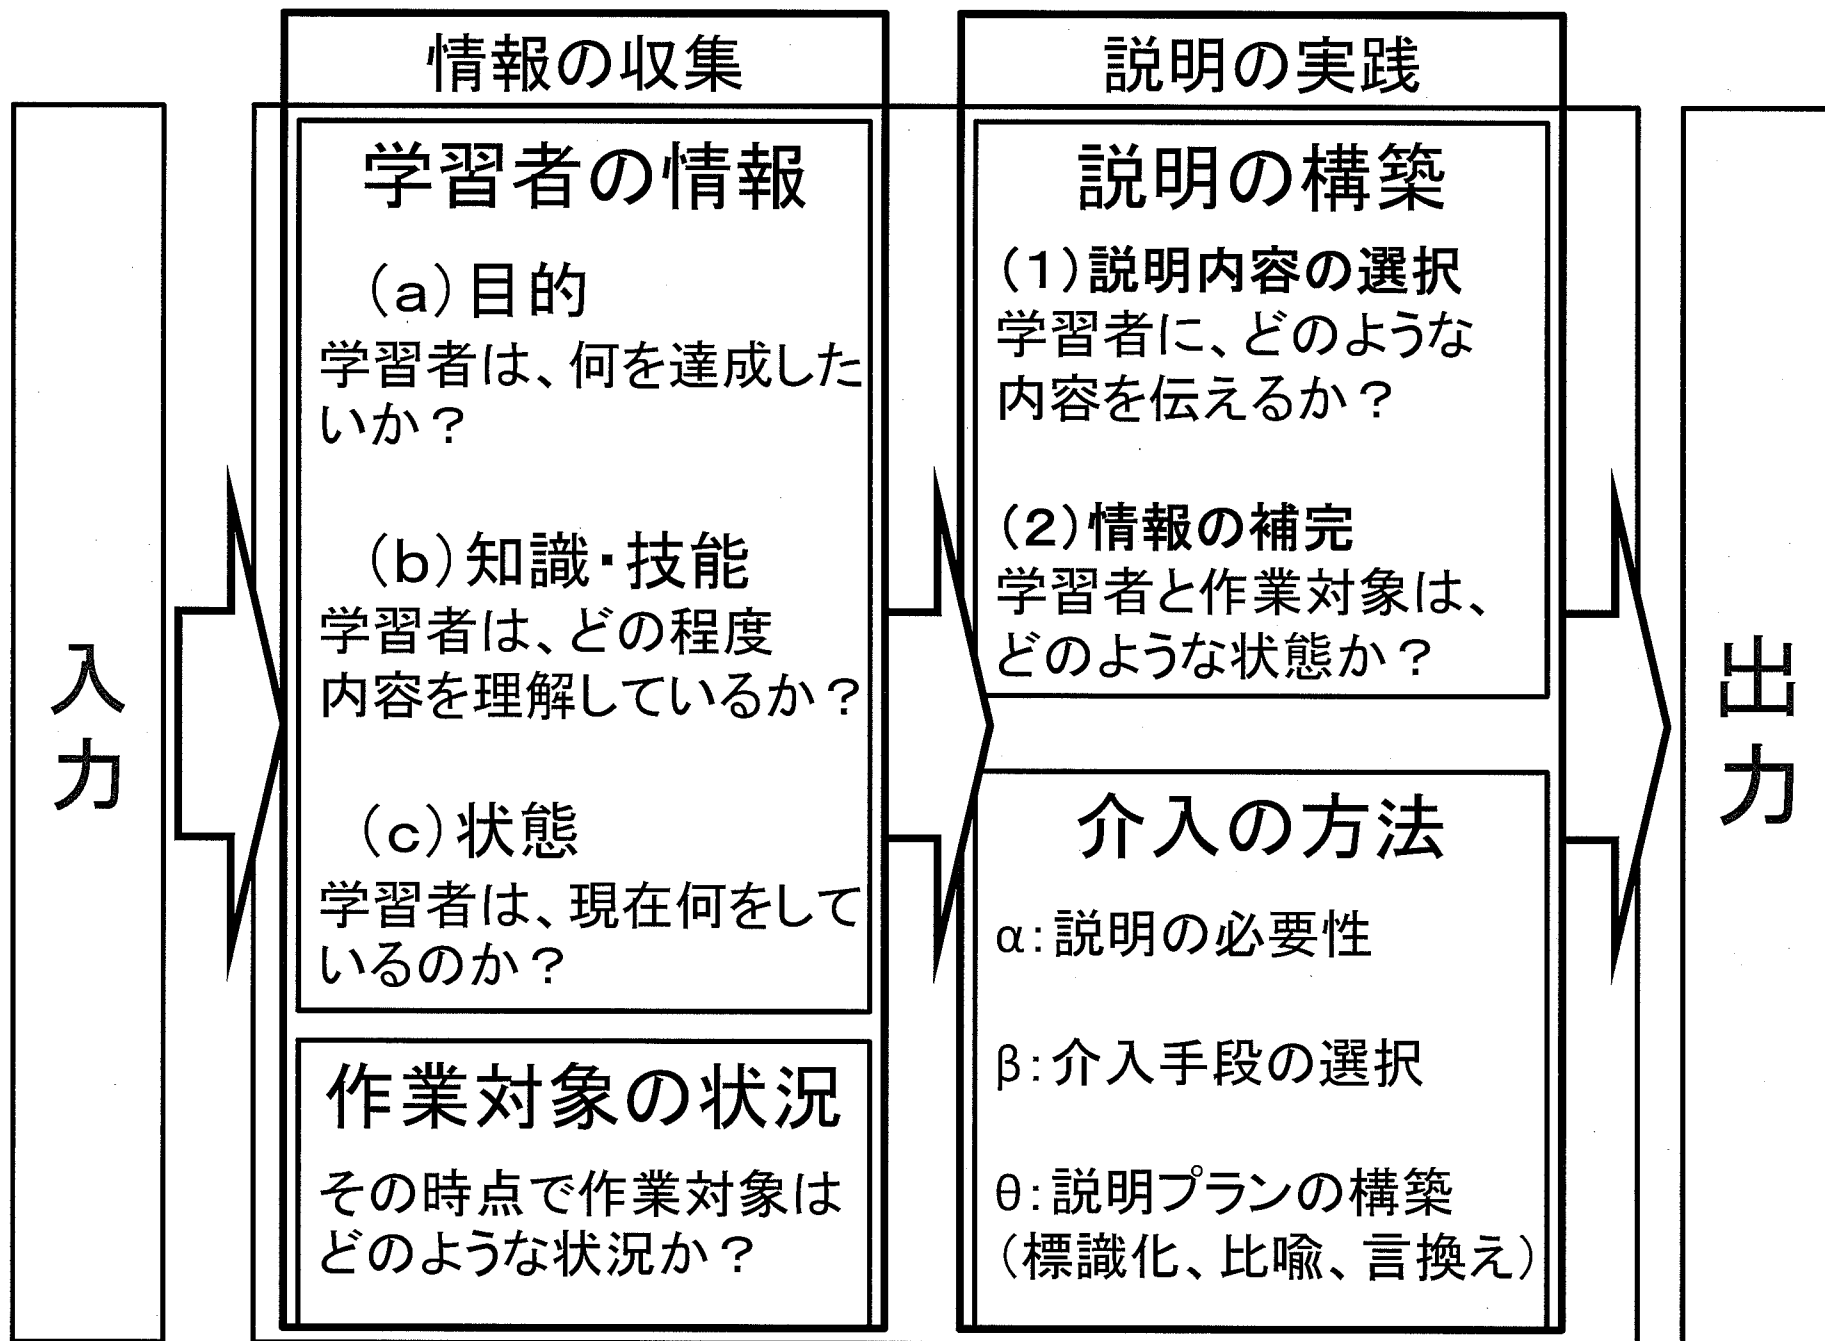 入力
情報の収集
学習者の情報
（a）目的
学習者は、何を達成した
いか？
（b）知識・技能
学習者は、どの程度
内容を理解しているか？
（c）状態
学習者は、現在何をして
いるのか？
作業対象の状況
その時点で作業対象は
どのような状況か？
説明の実践
説明の構築
（1）説明内容の選択
学習者に、どのような
内容を伝えるか？
（2）情報の補完
学習者と作業対象は、
どのような状態か？
介入の方法
α：説明の必要性
β：介入手段の選択
θ：説明プランの構築
（標識化、比喩、言換え）
出力